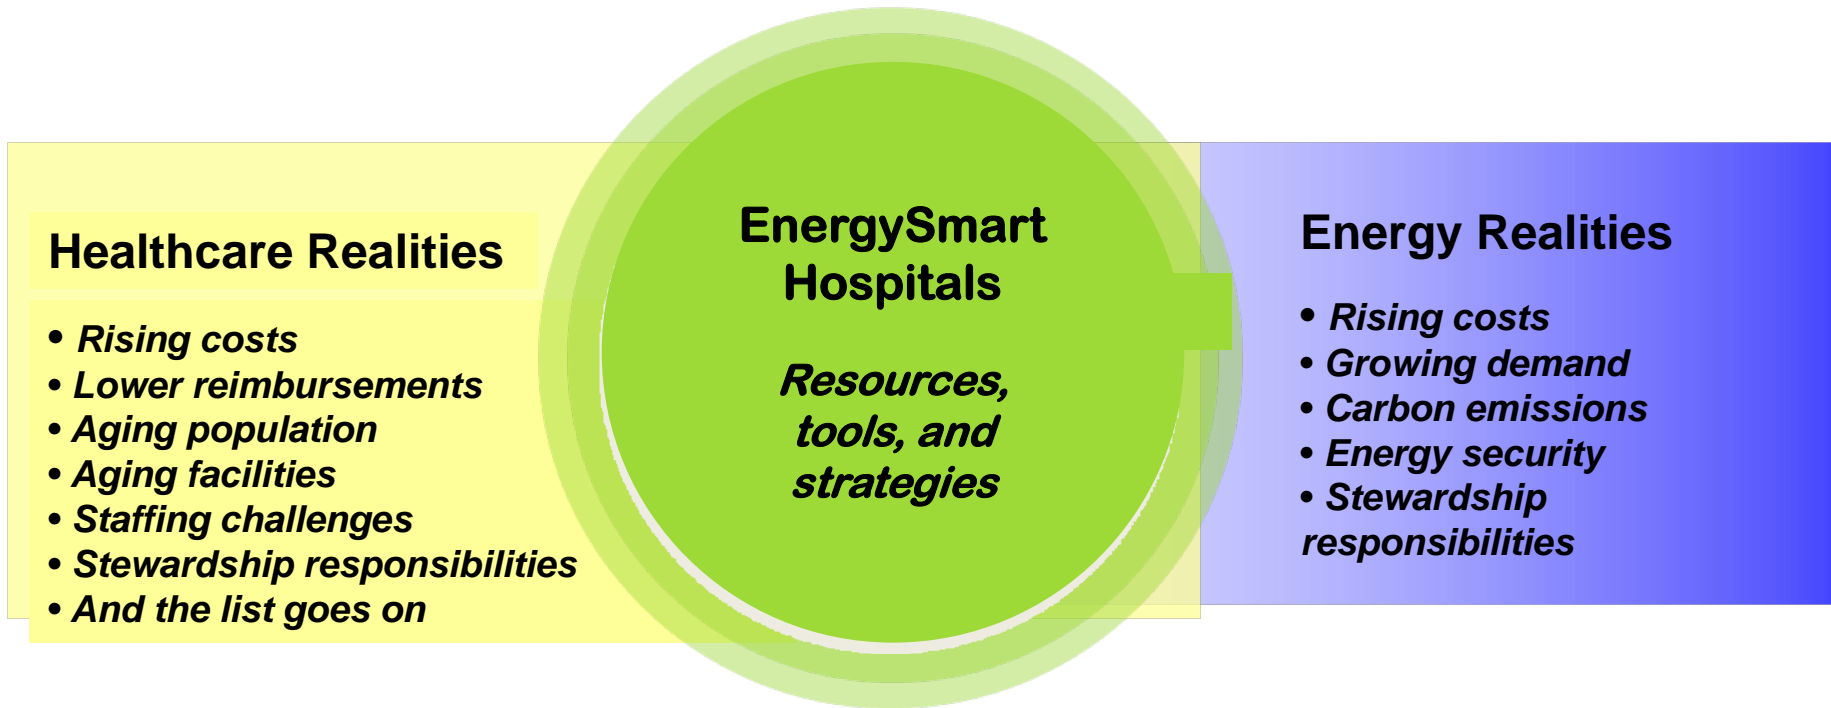 Healthcare Realities
• Rising costs
• Lower reimbursements
• Aging population
• Aging facilities
• Staffing challenges
• Stewardship responsibilities
• And the list goes on
EnergySmart
Hospitals
Resources,
tools, and
strategies
Energy Realities
• Rising costs
• Growing demand
• Carbon emissions
• Energy security
• Stewardship
responsibilities